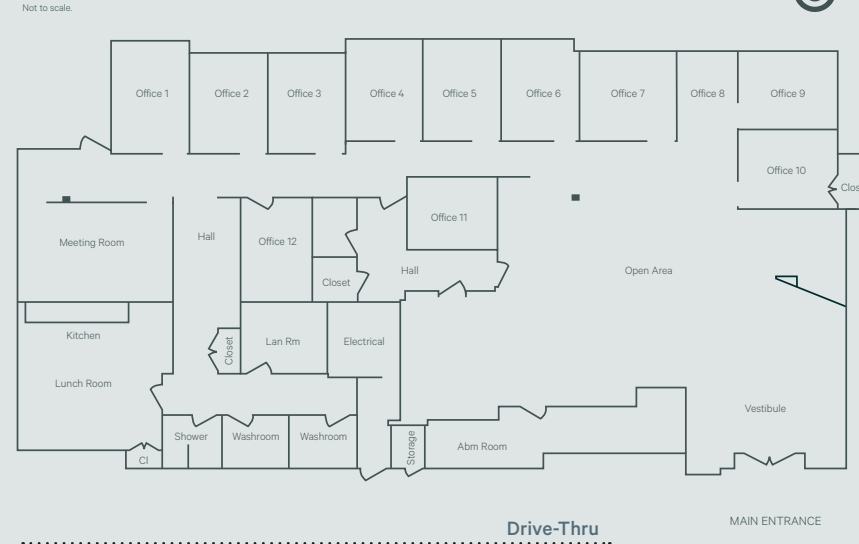 Not to scale.
Office 1
Office 2
Office 3
Office 4
Office 5
Office 6
Office 7
Office 8
Office 9
Office 10
Clos
Meeting Room
Hall
Office 12
Office 11
Closet
Hall
Open Area
Kitchen
Closet
Lan Rm
Electrical
Lunch Room
Vestibule
Shower
Washroom
Washroom
Storage
Abm Room
Cl
MAIN ENTRANCE
Drive-Thru